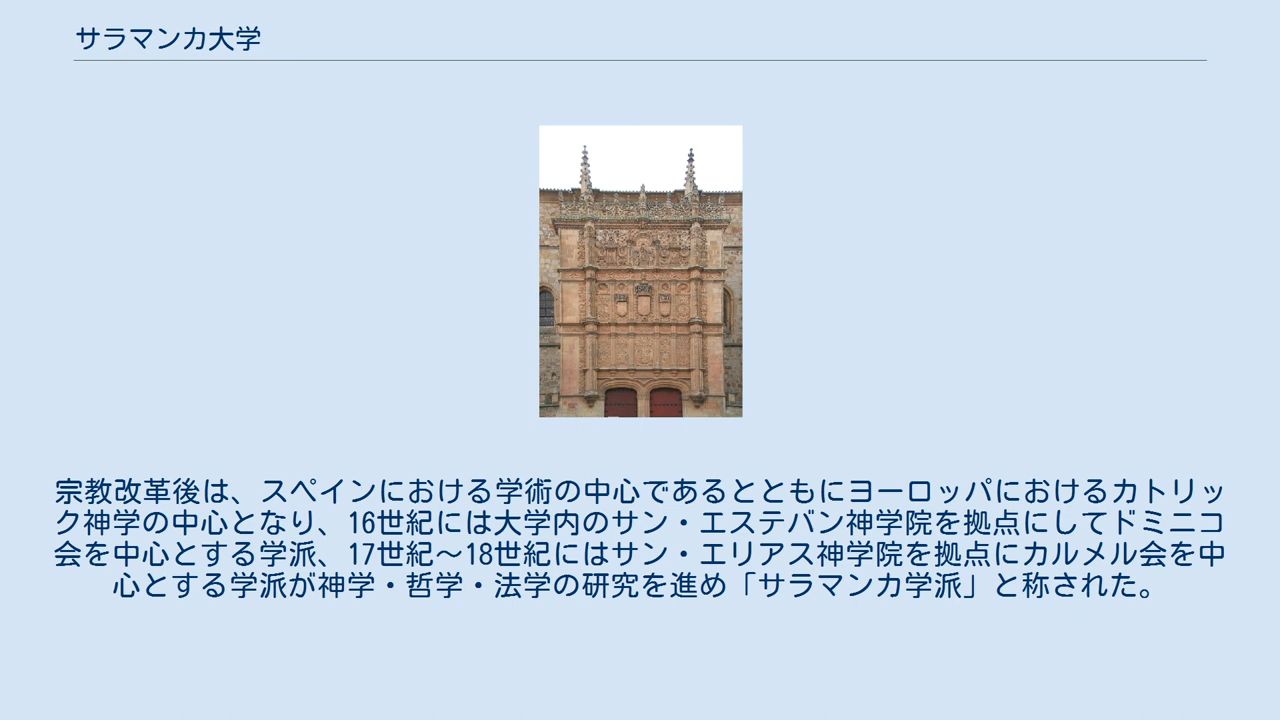 サラマンカ大学
宗教改革後は、スペインにおける学術の中心であるとともにヨーロッパにおけるカトリッ
ク神学の中心となり、16世紀には大学内のサン・エステバン神学院を拠点にしてドミニコ
会を中心とする学派、17世紀～18世紀にはサン・エリアス神学院を拠点にカルメル会を中
心とする学派が神学・哲学・法学の研究を進め「サラマンカ学派」と称された。